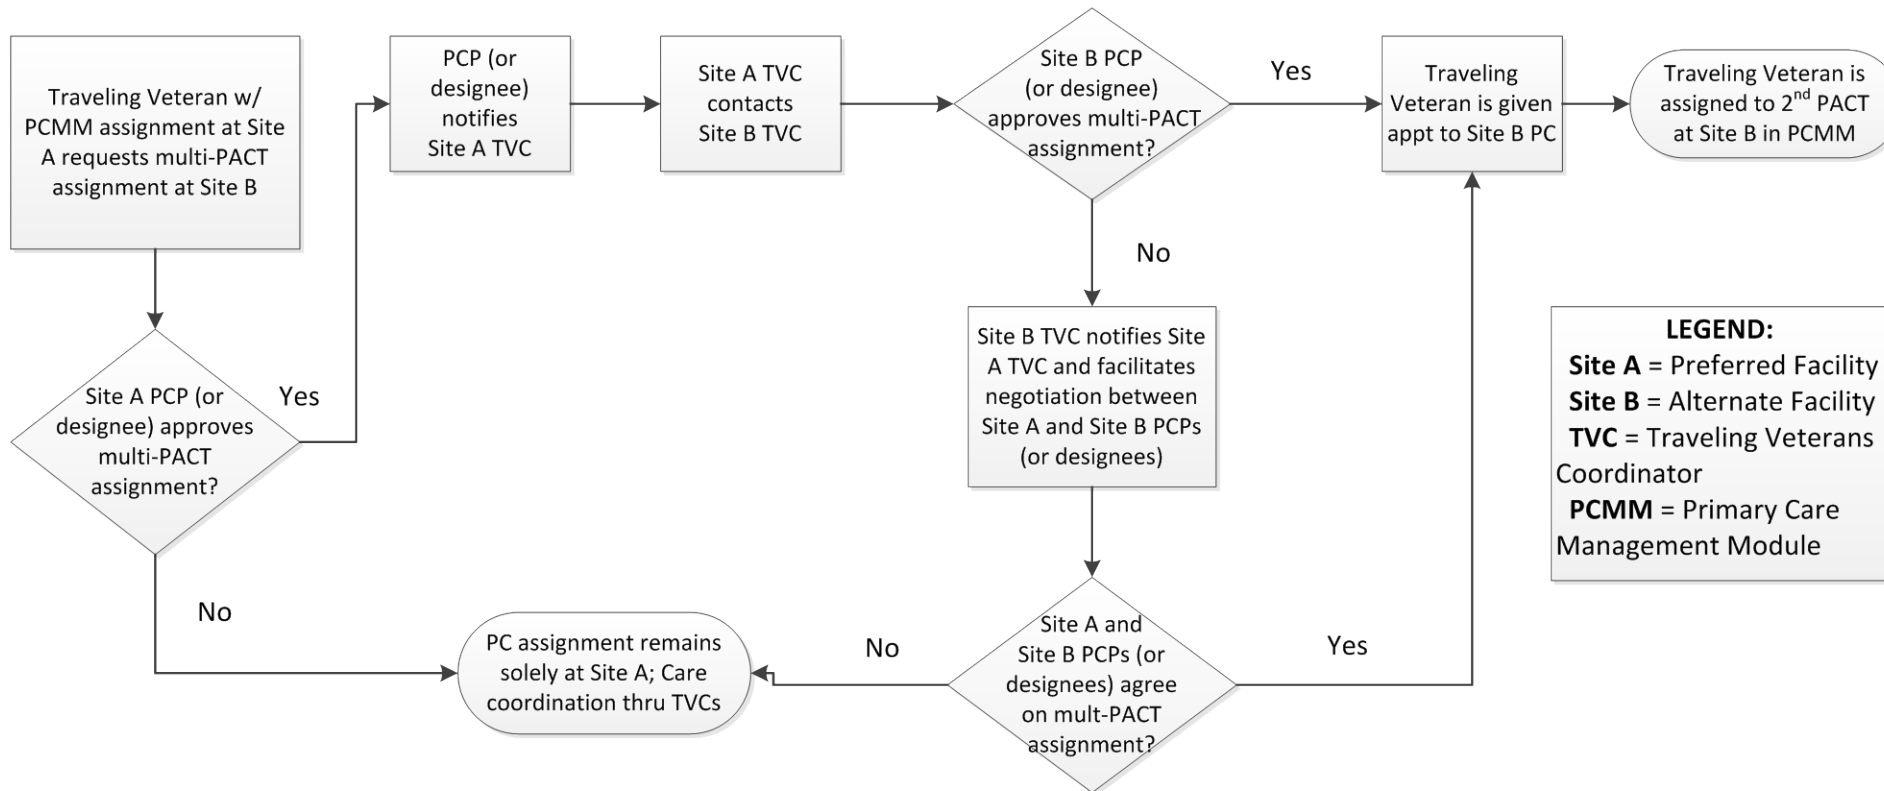 Traveling Veteran w/
PCMM assignment at Site
A requests multi-PACT
assignment at Site B
PCP (or
designee)
notifies
Site A TVC
Site A TVC
contacts
Site B TVC
Site B PCP
(or designee)
approves multi-PACT
assignment?
Yes
Traveling
Veteran is given
appt to Site B PC
Traveling Veteran is
assigned to 2nd PACT
at Site B in PCMM
No
Site B TVC notifies Site
A TVC and facilitates
negotiation between
Site A and Site B PCPs
(or designees)
LEGEND:
Site A = Preferred Facility
Site B = Alternate Facility
TVC = Traveling Veterans
Coordinator
PCMM = Primary Care
Management Module
Site A PCP (or
designee) approves
multi-PACT
assignment?
Yes
No
PC assignment remains
solely at Site A; Care
coordination thru TVCs
No
Site A and
Site B PCPs (or
designees) agree
on mult-PACT
assignment?
Yes